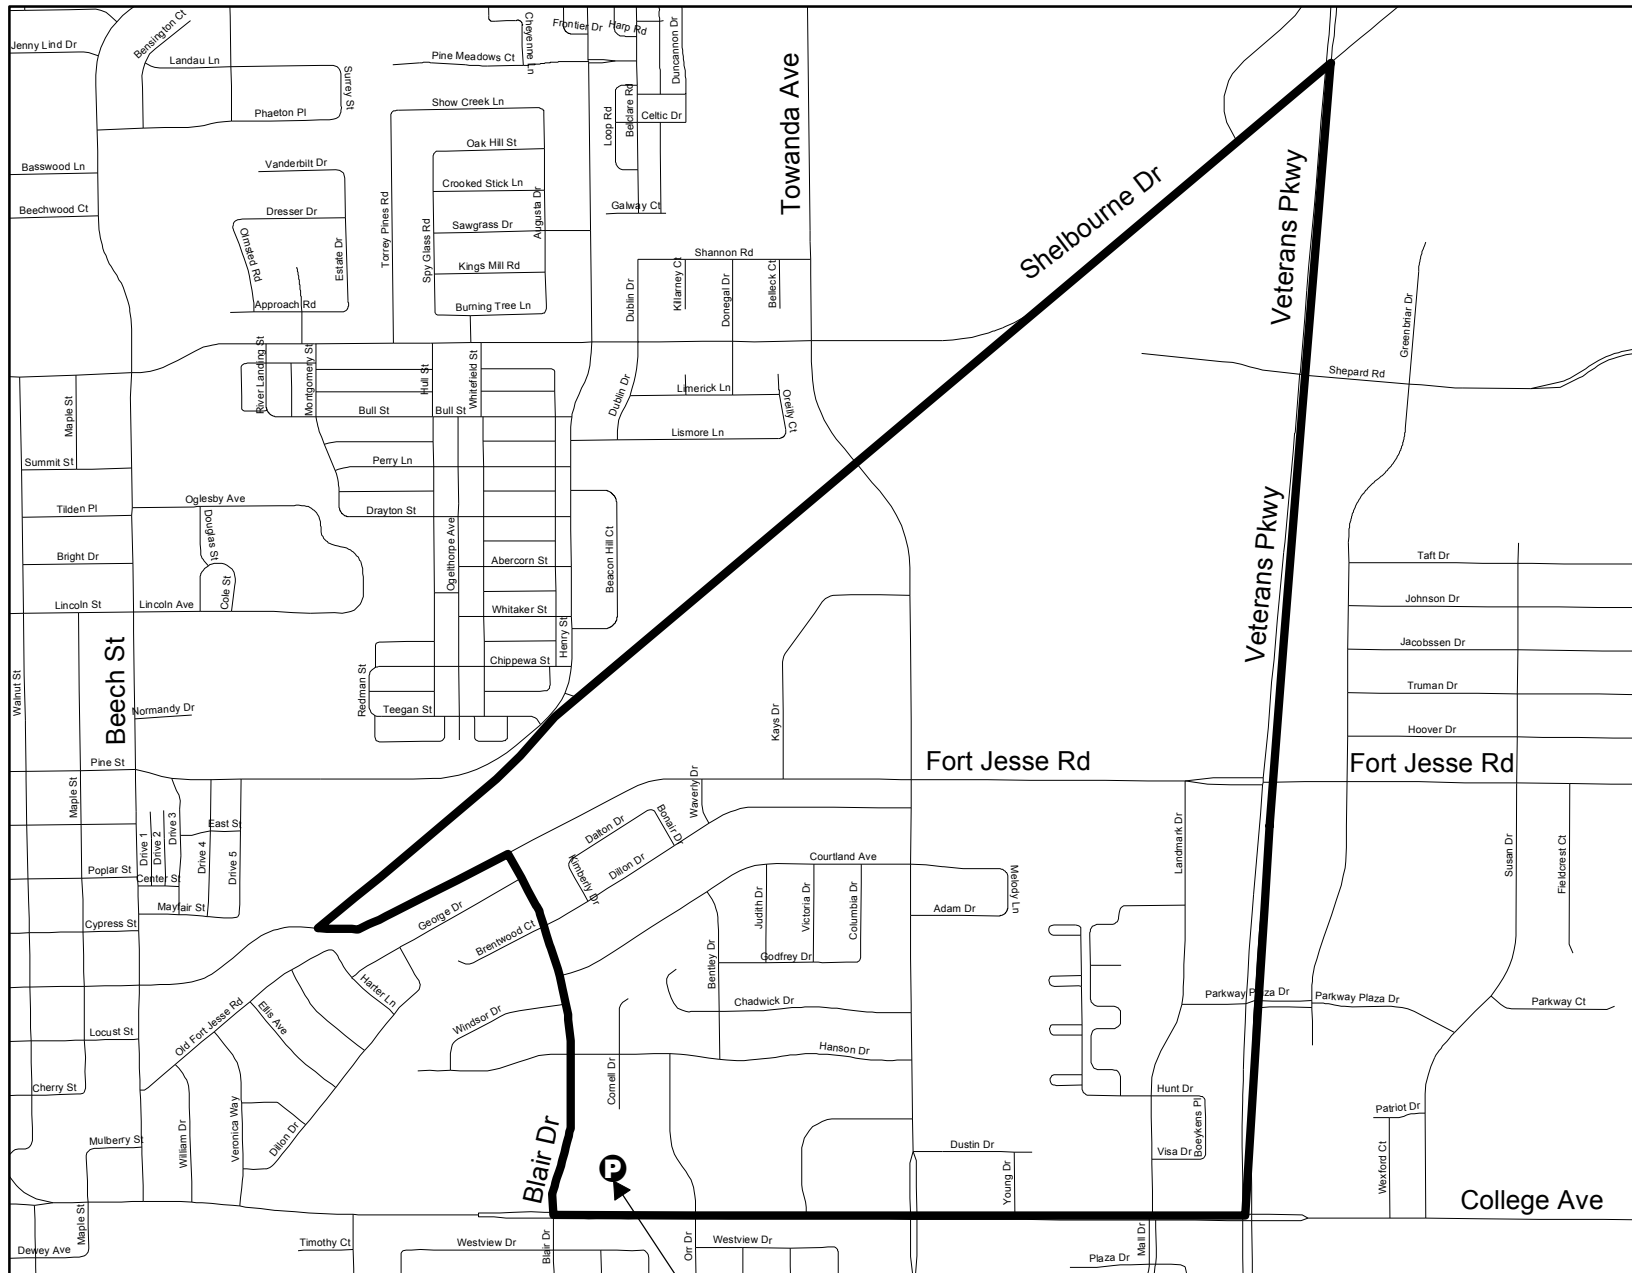 Bensington Ct
Cheyenne Ln
Frontier Dr
Harp Rd
Duncannon Dr
Jenny Lind Dr
Landau Ln
Pine Meadows Ct
Towanda Ave
Surrey St
Phaeton Pl
Show Creek Ln
Loop Rd
Belclare Rd
Celtic Dr
Oak Hill St
Basswood Ln
Vanderbilt Dr
Crooked Stick Ln
Augusta Dr
Beechwood Ct
Dresser Dr
Olmsted Rd
Estate Dr
Torrey Pines Rd
Spy Glass Rd
Sawgrass Dr
Galway Ct
Shelbourne Dr
Veterans Pkwy
Kings Mill Rd
Shannon Rd
Dublin Dr
Killarney Ct
Donegal Dr
Belleck Ct
Approach Rd
Burning Tree Ln
Greenbriar Dr
River Landing St
Montgomery St
Hull St
Whitefield St
Shepard Rd
Maple St
Bull St
Bull St
Dublin Dr
Limerick Ln
Oreilly Ct
Lismore Ln
Summit St
Perry Ln
Oglesby Ave
Tilden Pl
Douglas St
Drayton St
Ogelthorpe Ave
Beacon Hill Ct
Veterans Pkwy
Bright Dr
Abercorn St
Taft Dr
Cole St
Lincoln St
Lincoln Ave
Whitaker St
Henry St
Johnson Dr
Beech St
Jacobssen Dr
Walnut St
Redman St
Chippewa St
Truman Dr
Normandy Dr
Teegan St
Kays Dr
Hoover Dr
Pine St
Fort Jesse Rd
Fort Jesse Rd
Maple St
Waverly Dr
Drive 1
Drive 2
Drive 3
Drive 4
Drive 5
East St
Dalton Dr
Bonair Dr
Landmark Dr
Susan Dr
Fieldcrest Ct
Poplar St
Center St
Kimberly Dr
Dillon Dr
Courtland Ave
Melody Ln
Mayfair St
Cypress St
George Dr
Brentwood Ct
Judith Dr
Victoria Dr
Columbia Dr
Adam Dr
Bentley Dr
Godfrey Dr
Harter Ln
Chadwick Dr
Parkway Plaza Dr
Parkway Plaza Dr
Parkway Ct
Locust St
Old Fort Jesse Rd
Ellis Ave
Windsor Dr
Hanson Dr
Cherry St
Cornell Dr
Hunt Dr
Boeykens Pl
Patriot Dr
Mulberry St
William Dr
Veronica Way
Dillon Dr
Blair Dr
P
Dustin Dr
Young Dr
Visa Dr
Wexford Ct
College Ave
Maple St
Dewey Ave
Timothy Ct
Westview Dr
Blair Dr
Orr Dr
Westview Dr
Mall Dr
Plaza Dr